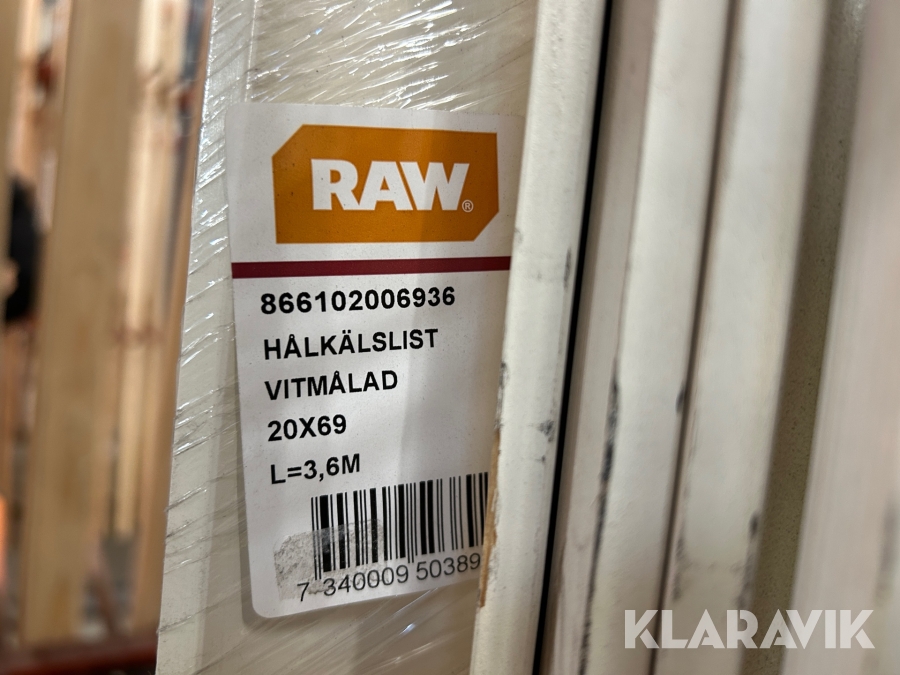 RAW®
866102006936
HÅLKÄLSLIST
VITMÅLAD
20X69
L=3,6M
7 340009 50389
KLARAVIK